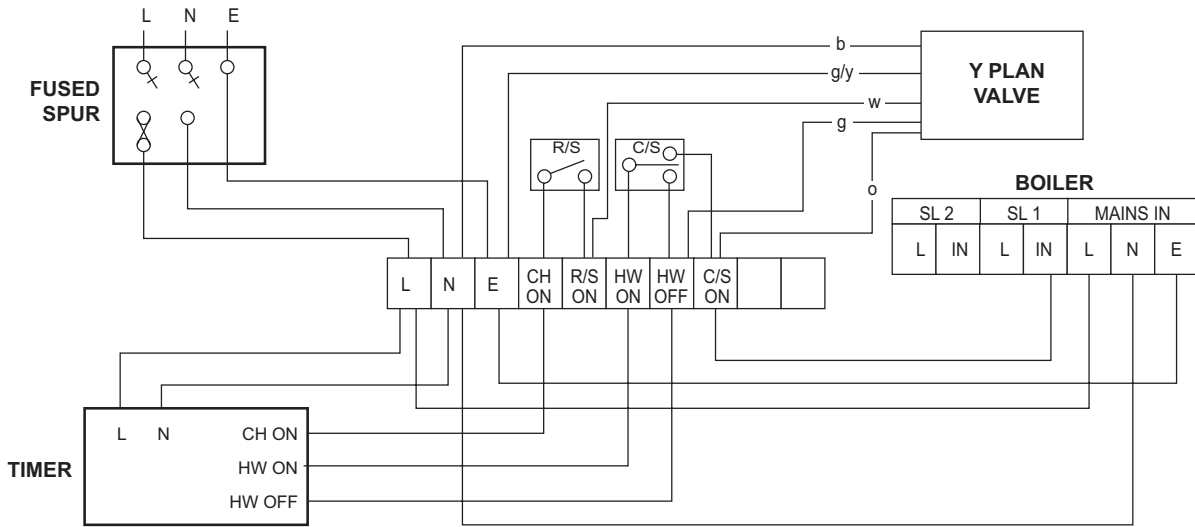 L N E
FUSED
SPUR
b
g/y
w
g
o
Y PLAN
VALVE
R/S
C/S
BOILER
SL 2 SL 1 MAINS IN
L IN L IN L N E
L N E CH ON R/S ON HW ON HW OFF C/S ON
TIMER
L N CH ON
HW ON
HW OFF